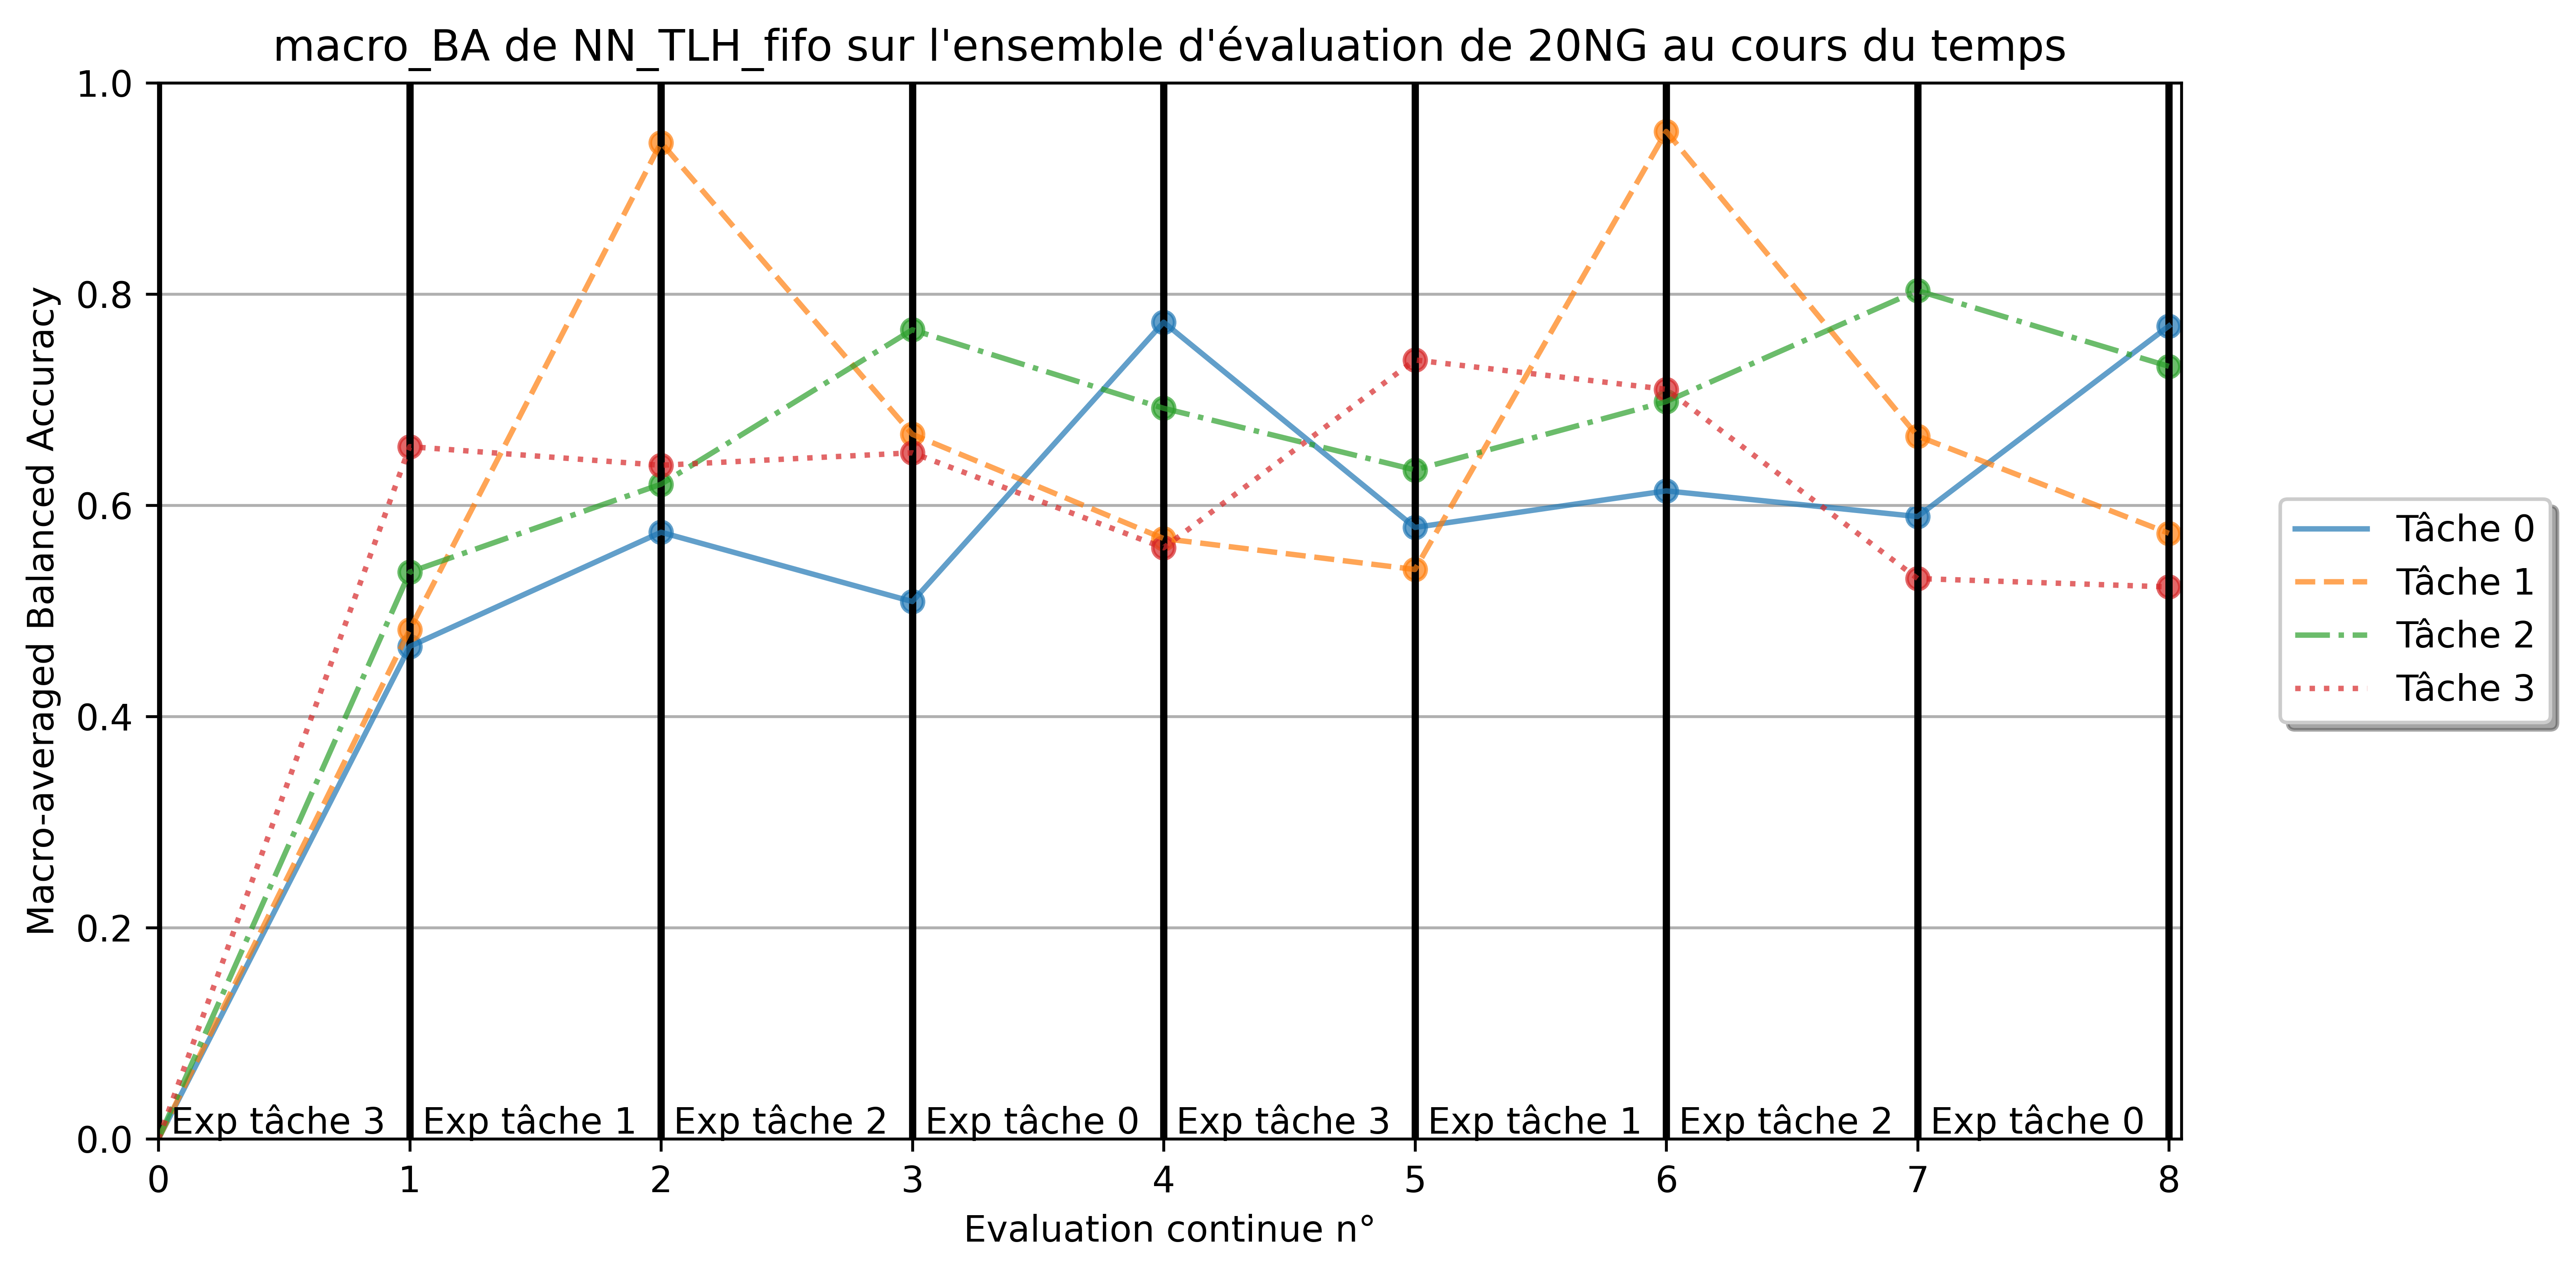 macro_BA de NN_TLH_fifo sur l'ensemble d'évaluation de 20NG au cours du temps
Macro-averaged Balanced Accuracy
1.0
0.8
0.6
0.4
0.2
0.0
Exp tâche 3
Exp tâche 1
Exp tâche 2
Exp tâche 0
Exp tâche 3
Exp tâche 1
Exp tâche 2
Exp tâche 0
0 1 2 3 4 5 6 7 8
Evaluation continue n°
Tâche 0
Tâche 1
Tâche 2
Tâche 3